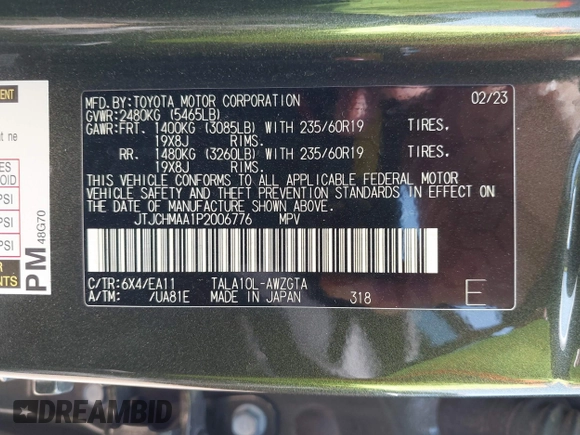 MFD. BY: TOYOTA MOTOR CORPORATION 02/23
GVWR: 2480KG (5465LB)
GAWR: FRT. 1400KG (3085LB) WITH 235/60R19 TIRES.
19X8J RIMS.
RR. 1480KG (3260LB) WITH 235/60R19 TIRES.
19X8J RIMS.
THIS VEHICLE CONFORMS TO ALL APPLICABLE FEDERAL MOTOR
VEHICLE SAFETY AND THEFT PREVENTION STANDARDS IN EFFECT ON
THE DATE OF MANUFACTURE SHOWN ABOVE.
JTJCHMAA1P2006776 MPV
C/TR: 6X4/EA11 TALA10L-AWZGTA
A/TM: /UA81E MADE IN JAPAN 318 E
PSI
PSI
PSI
PM 48G70
DREAMBID